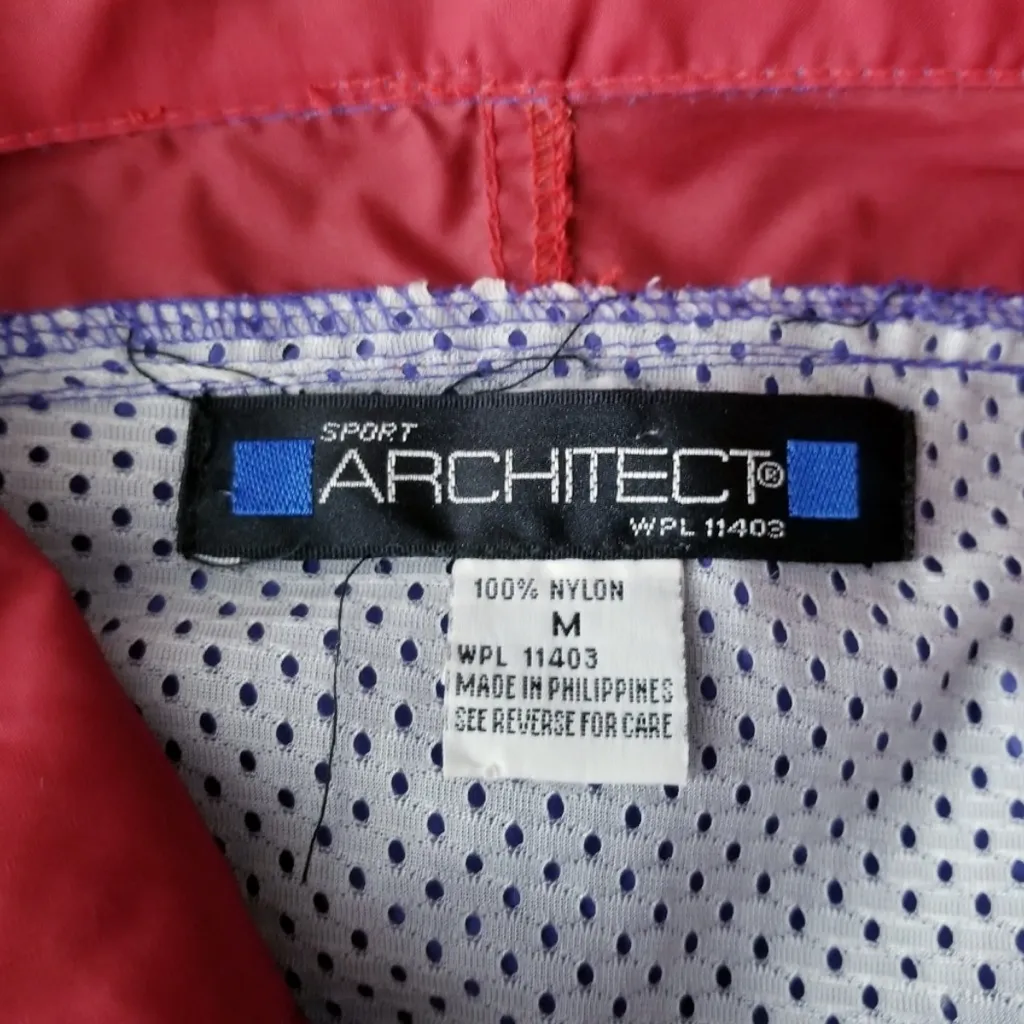 SPORT
ARCHITECT®
WPL 11403
100% NYLON
M
WPL 11403
MADE IN PHILIPPINES
SEE REVERSE FOR CARE